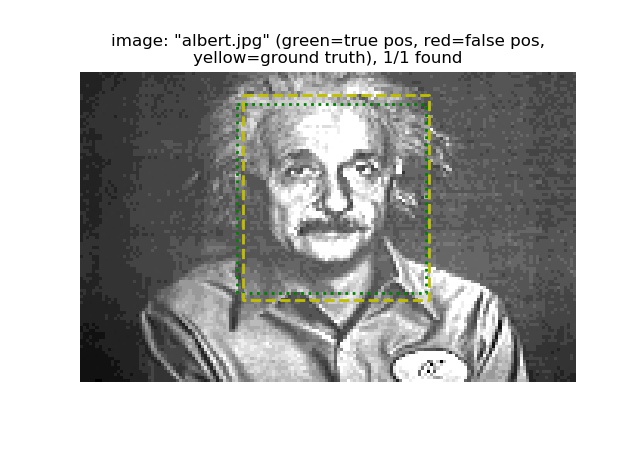 image: "albert.jpg" (green=true pos, red=false pos,
yellow=ground truth), 1/1 found